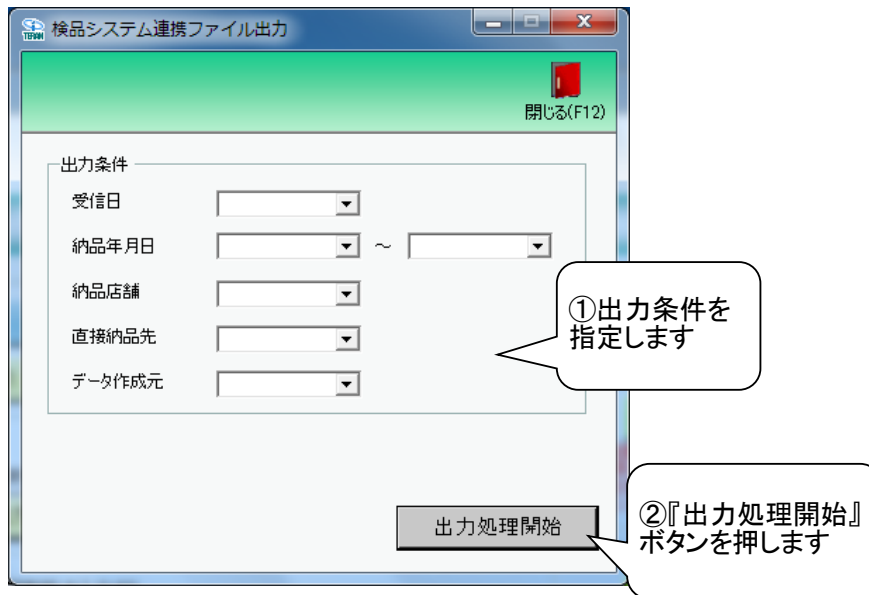 検品システム連携ファイル出力
閉じる(F12)
出力条件
受信日
納品年月日
～
納品店舗
直接納品先
データ作成元
①出力条件を
指定します
出力処理開始
②『出力処理開始』
ボタンを押します